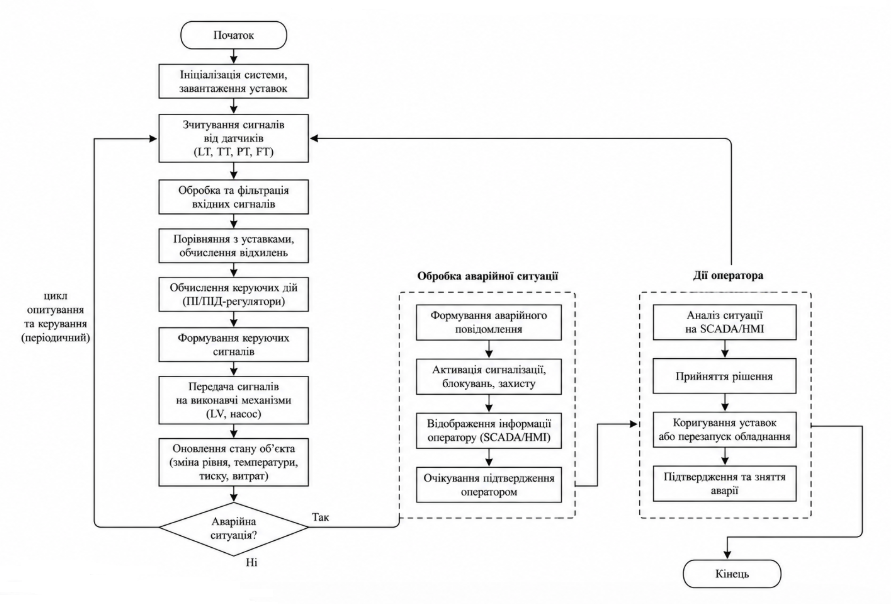 Початок
Ініціалізація системи,
завантаження уставок
Зчитування сигналів
від датчиків
(LT, TT, PT, FT)
Обробка та фільтрація
вхідних сигналів
Порівняння з уставками,
обчислення відхилень
Обчислення керуючих дій
(ПІ/ПІД-регулятори)
Формування керуючих
сигналів
Передача сигналів
на виконавчі механізми
(LV, насос)
Оновлення стану об’єкта
(зміна рівня, температури,
тиску, витрат)
Аварійна
ситуація?
Так
Ні
цикл
опитування
та керування
(періодичний)
Обробка аварійної ситуації
Формування аварійного
повідомлення
Активація сигналізації,
блокувань, захисту
Відображення інформації
оператору (SCADA/HMI)
Очікування підтвердження
оператором
Дії оператора
Аналіз ситуації
на SCADA/HMI
Прийняття рішення
Коригування уставок
або перезапуск обладнання
Підтвердження та зняття
аварії
Кінець